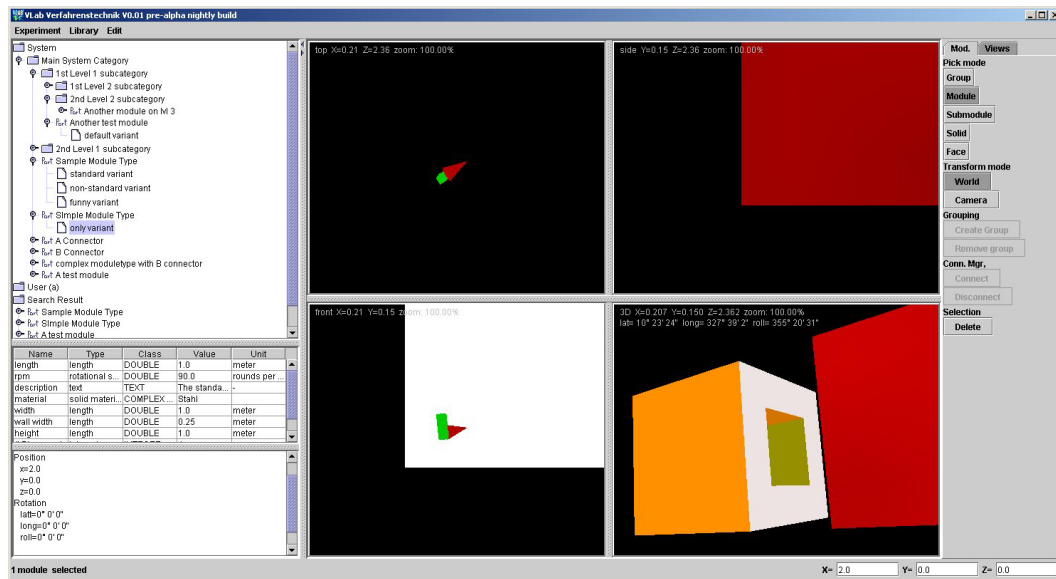 VLab Verfahrenstechnik V0.01 pre-alpha nightly build
Experiment Library Edit
System
Main System Category
1st Level 1 subcategory
1st Level 2 subcategory
2nd Level 2 subcategory
Another module on lvl 3
Another test module
default variant
2nd Level 1 subcategory
Sample Module Type
standard variant
non-standard variant
funny variant
SImple Module Type
only variant
A Connector
B Connector
complex moduletype with B connector
A test module
User (a)
Search Result
Sample Module Type
SImple Module Type
A test module
Name Type Class Value Unit
length length DOUBLE 1.0 meter
rpm rotational s... DOUBLE 90.0 rounds per ...
description text TEXT The standa... -
material solid materi... COMPLEX ... Stahl
width length DOUBLE 1.0 meter
wall width length DOUBLE 0.25 meter
height length DOUBLE 1.0 meter
Position
x=2.0
y=0.0
z=0.0
Rotation
latt=0° 0' 0"
long=0° 0' 0"
roll=0° 0' 0"
top X=0.21 Z=2.36 zoom: 100.00%
side Y=0.15 Z=2.36 zoom: 100.00%
front X=0.21 Y=0.15 zoom: 100.00%
3D X=0.207 Y=0.150 Z=2.362 zoom: 100.00%
lat= 10° 23' 24" long= 327° 39' 2" roll= 355° 20' 31"
Mod. Views
Pick mode
Group
Module
Submodule
Solid
Face
Transform mode
World
Camera
Grouping
Create Group
Remove group
Conn. Mgr,
Connect
Disconnect
Selection
Delete
1 module selected
X= 2.0 Y= 0.0 Z= 0.0